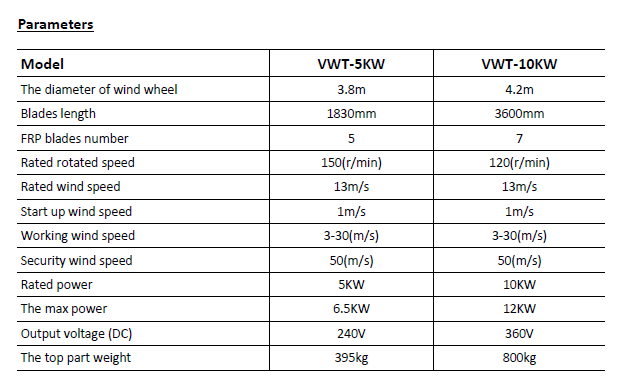 Parameters
Model VWT-5KW VWT-10KW
The diameter of wind wheel 3.8m 4.2m
Blades length 1830mm 3600mm
FRP blades number 5 7
Rated rotated speed 150(r/min) 120(r/min)
Rated wind speed 13m/s 13m/s
Start up wind speed 1m/s 1m/s
Working wind speed 3-30(m/s) 3-30(m/s)
Security wind speed 50(m/s) 50(m/s)
Rated power 5KW 10KW
The max power 6.5KW 12KW
Output voltage (DC) 240V 360V
The top part weight 395kg 800kg